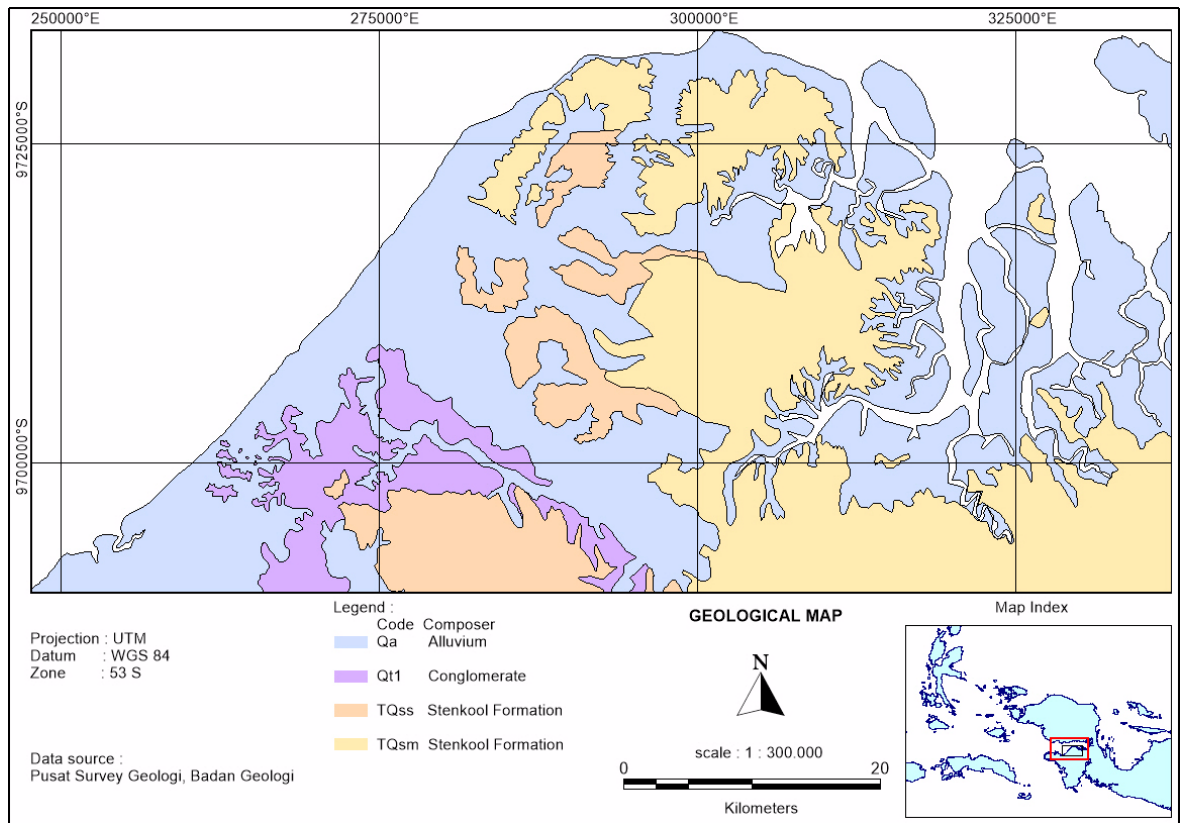 250000°E 275000°E 300000°E 325000°E
9725000°S
9700000°S
Legend :
Code Composer
Qa Alluvium
Qt1 Conglomerate
TQss Stenkool Formation
TQsm Stenkool Formation
Projection : UTM
Datum : WGS 84
Zone : 53 S
Data source :
Pusat Survey Geologi, Badan Geologi
GEOLOGICAL MAP
N
scale : 1 : 300.000
0 20
Kilometers
Map Index